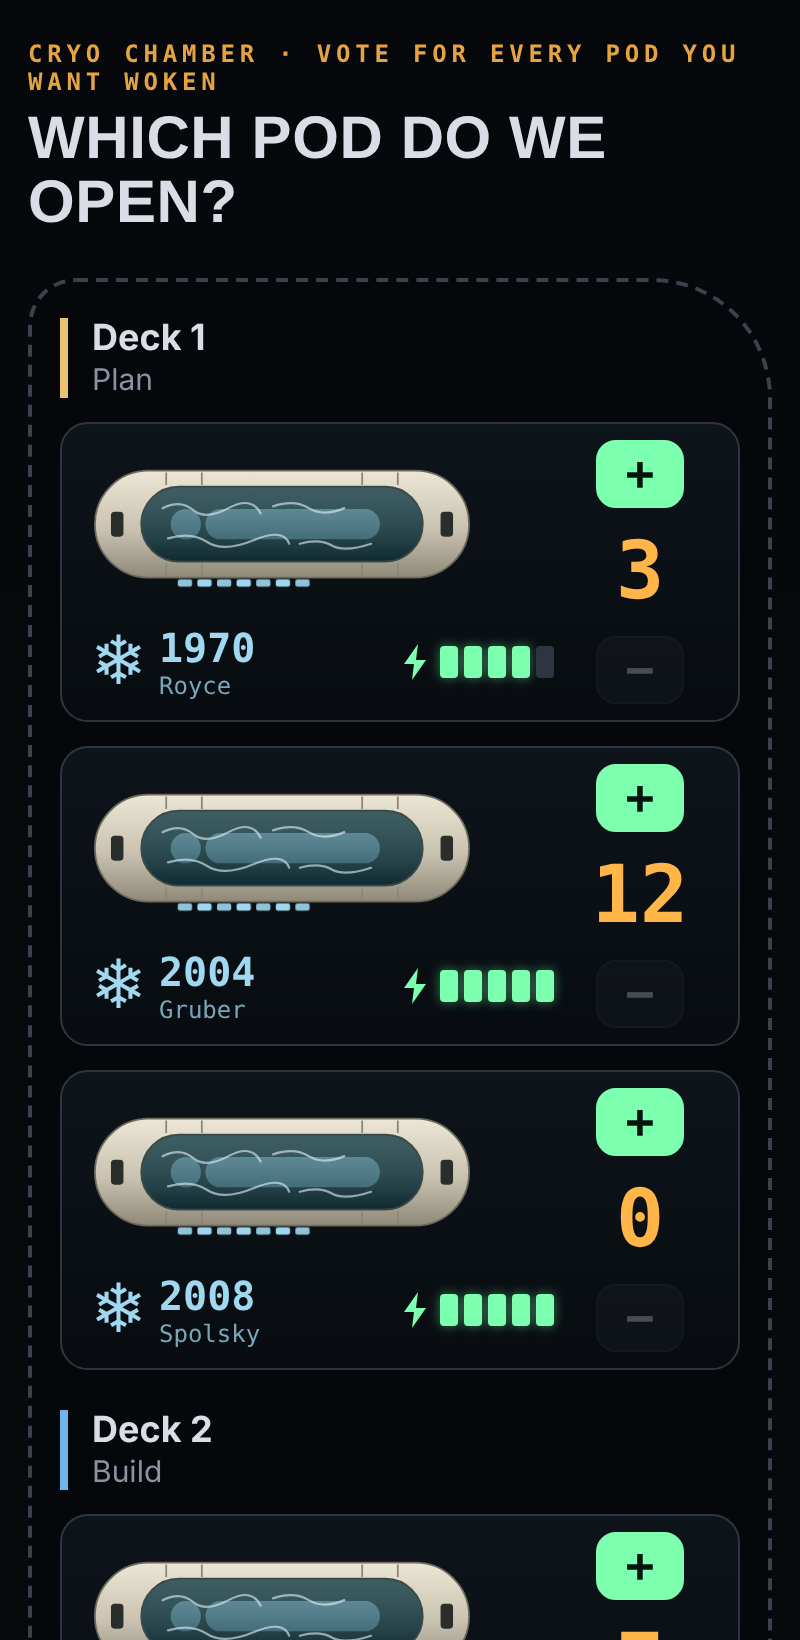 CRYO CHAMBER · VOTE FOR EVERY POD YOU
WANT WOKEN
WHICH POD DO WE
OPEN?
Deck 1
Plan
+
3
1970
Royce
−
+
12
2004
Gruber
−
+
0
2008
Spolsky
−
Deck 2
Build
+